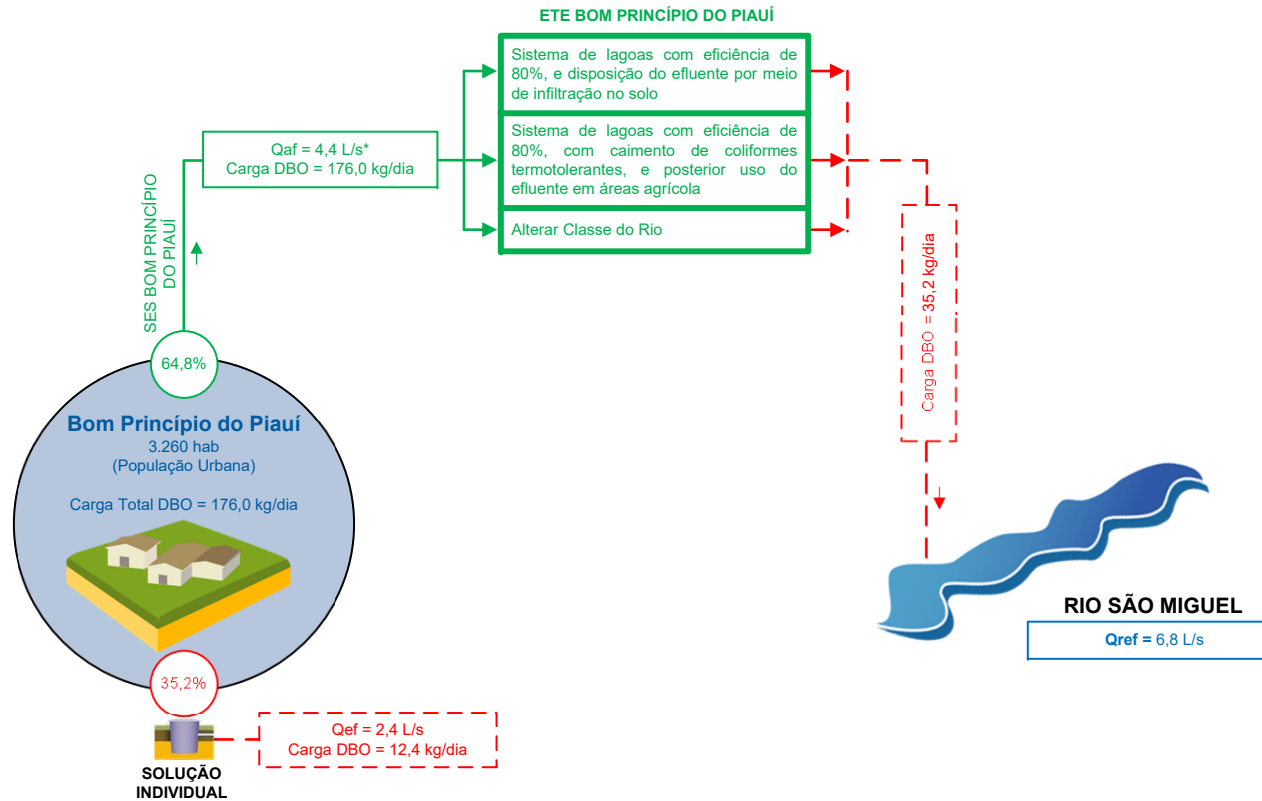 ETE BOM PRINCÍPIO DO PIAUÍ
Sistema de lagoas com eficiência de
80%, e disposição do efluente por meio
de infiltração no solo
Sistema de lagoas com eficiência de
80%, com caimento de coliformes
termotolerantes, e posterior uso do
efluente em áreas agrícola
Alterar Classe do Rio
Qaf = 4,4 L/s*
Carga DBO = 176,0 kg/dia
SES BOM PRINCÍPIO
DO PIAUÍ
64,8%
Bom Princípio do Piauí
3.260 hab
(População Urbana)
Carga Total DBO = 176,0 kg/dia
35,2%
Qef = 2,4 L/s
Carga DBO = 12,4 kg/dia
SOLUÇÃO
INDIVIDUAL
Carga DBO = 35,2 kg/dia
RIO SÃO MIGUEL
Qref = 6,8 L/s